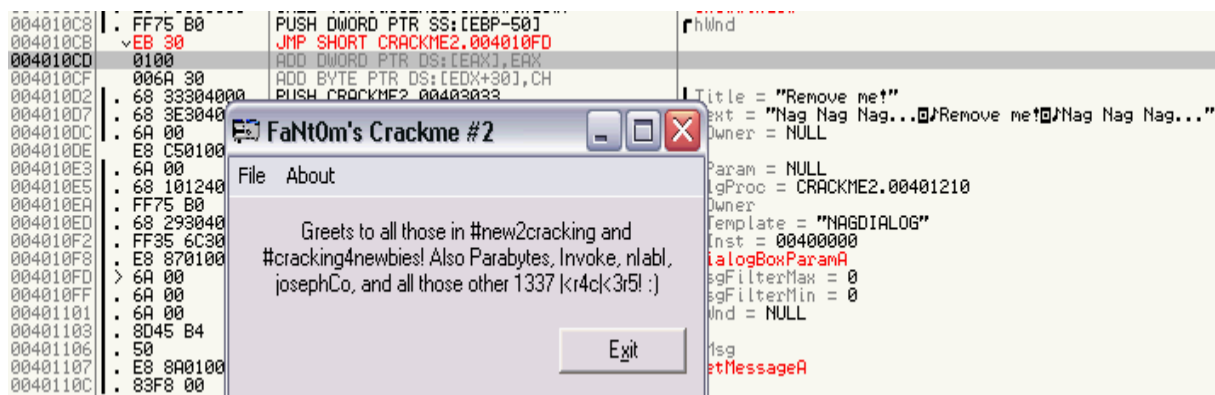 004010C8 . FF75 B0 PUSH DWORD PTR SS:[EBP-50] hWnd
004010CB EB 30 JMP SHORT CRACKME2.004010FD
004010CD 0100 ADD DWORD PTR DS:[EAX],EAX
004010CF 006A 30 ADD BYTE PTR DS:[EDX+30],CH
004010D2 . 68 33304000 PUSH CRACKME2.00403033 Title = "Remove me!"
004010D7 . 68 3E3040 ext = "Nag Nag Nag...◙♪Remove me!◙♪Nag Nag Nag..."
004010DC . 6A 00 Owner = NULL
004010DE E8 C50100
004010E3 . 6A 00 Param = NULL
004010E5 . 68 101240 lgProc = CRACKME2.00401210
004010EA . FF75 B0 Owner
004010ED . 68 293040 Template = "NAGDIALOG"
004010F2 . FF35 6C30 Inst = 00400000
004010F8 . E8 870100 ialogBoxParamA
004010FD > 6A 00 sgFilterMax = 0
004010FF . 6A 00 sgFilterMin = 0
00401101 . 6A 00 Wnd = NULL
00401103 . 8D45 B4
00401106 . 50 Msg
00401107 . E8 8A0100 etMessageA
0040110C . 83F8 00
FaNt0m's Crackme #2
File About
Greets to all those in #new2cracking and
#cracking4newbies! Also Parabytes, Invoke, nlabl,
josephCo, and all those other 1337 |<r4c|<3r5! :)
Exit